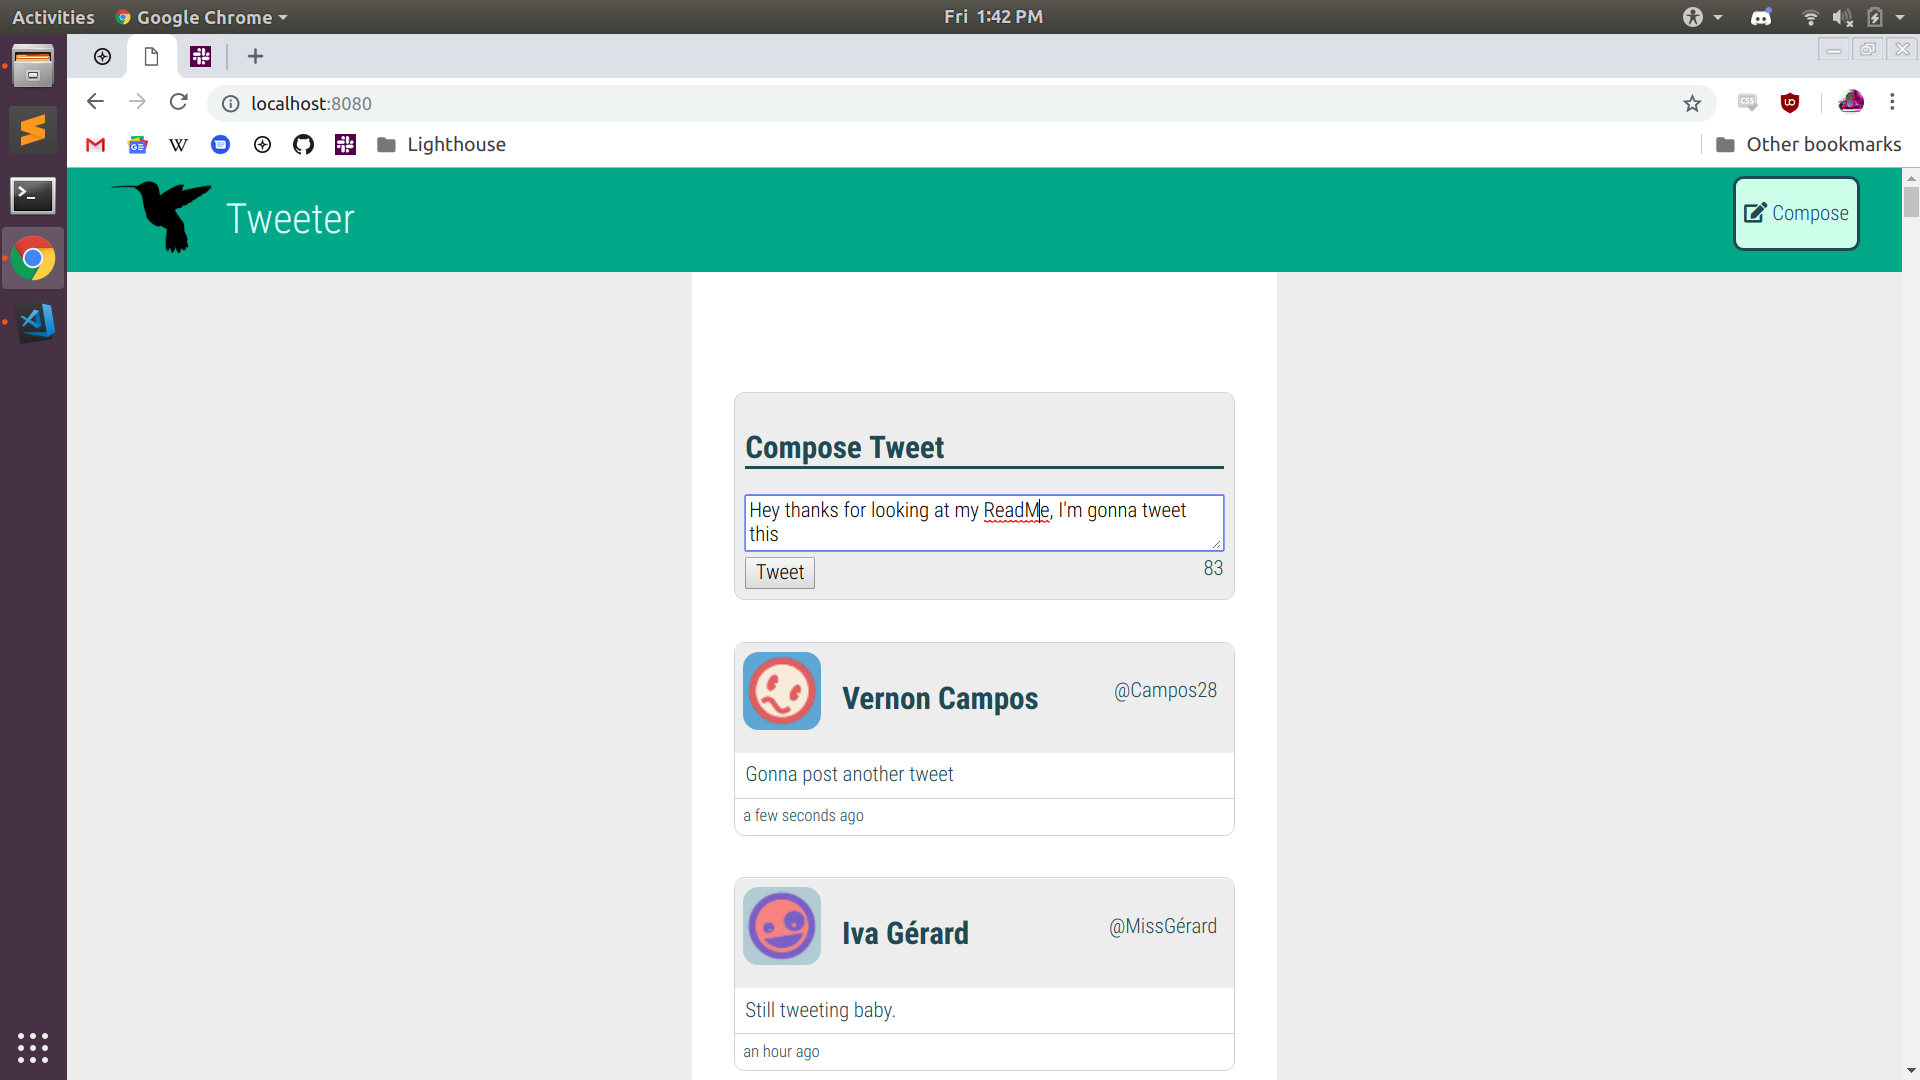 Activities
Google Chrome
Fri 1:42 PM
localhost:8080
Lighthouse
Other bookmarks
Tweeter
Compose
Compose Tweet
Hey thanks for looking at my ReadMe, I'm gonna tweet
this
Tweet
83
Vernon Campos
@Campos28
Gonna post another tweet
a few seconds ago
Iva Gérard
@MissGérard
Still tweeting baby.
an hour ago